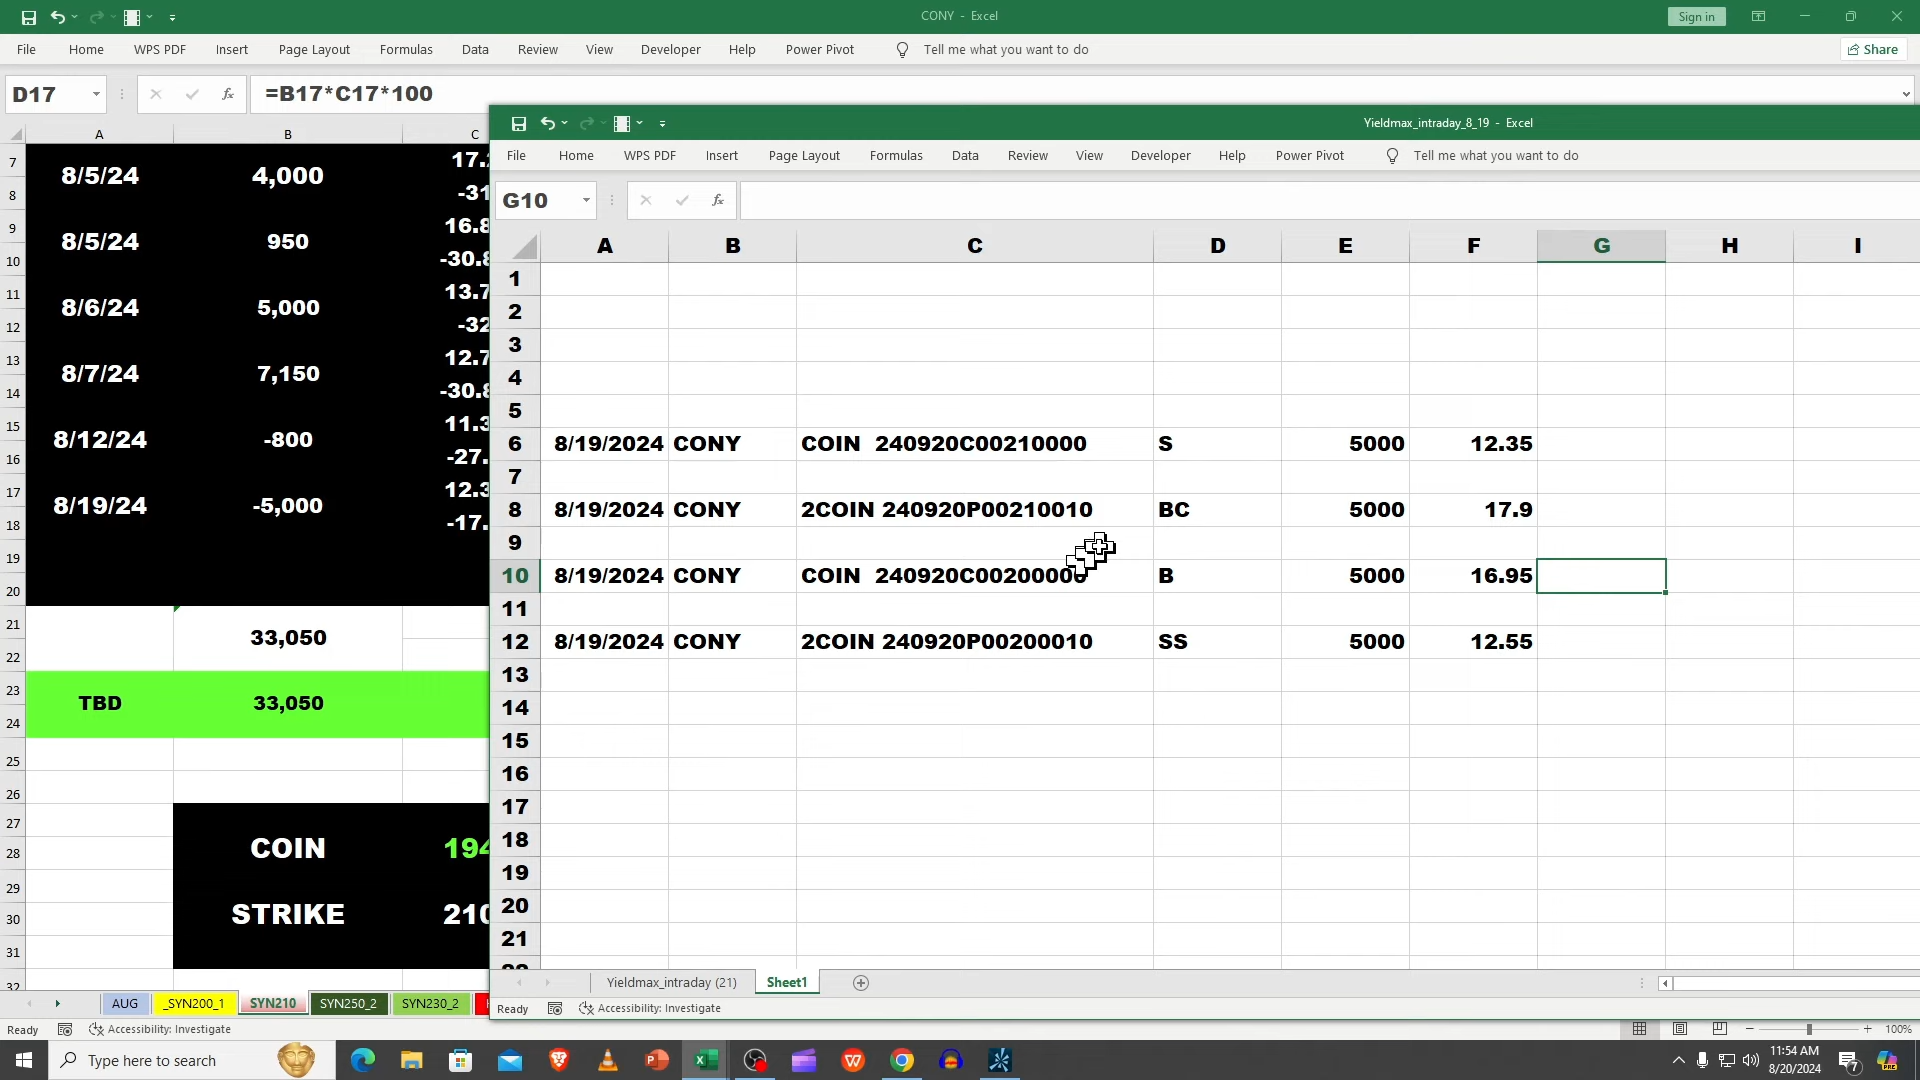 CONY - Excel
Sign in
File Home WPS PDF Insert Page Layout Formulas Data Review View Developer Help Power Pivot Tell me what you want to do Share
D17 fx =B17*C17*100
A B C
7
8/5/24 4,000 17.
8 -31
9 16.8
8/5/24 950
10 -30.8
11 13.7
8/6/24 5,000
12 -32
13 12.7
8/7/24 7,150
14 -30.8
15 11.3
8/12/24 -800
16 -27.
17 12.3
8/19/24 -5,000
18 -17.
19
20
21
33,050
22
23
TBD 33,050
24
25
26
27
COIN 194
28
29
STRIKE 210
30
31
32
AUG _SYN200_1 SYN210 SYN250_2 SYN230_2
Ready Accessibility: Investigate
100%
Yieldmax_intraday_8_19 - Excel
File Home WPS PDF Insert Page Layout Formulas Data Review View Developer Help Power Pivot Tell me what you want to do
G10 fx
A B C D E F G H I
1
2
3
4
5
6 8/19/2024 CONY COIN 240920C00210000 S 5000 12.35
7
8 8/19/2024 CONY 2COIN 240920P00210010 BC 5000 17.9
9
10 8/19/2024 CONY COIN 240920C00200000 B 5000 16.95
11
12 8/19/2024 CONY 2COIN 240920P00200010 SS 5000 12.55
13
14
15
16
17
18
19
20
21
Yieldmax_intraday (21) Sheet1
Ready Accessibility: Investigate
Type here to search
11:54 AM
8/20/2024
7